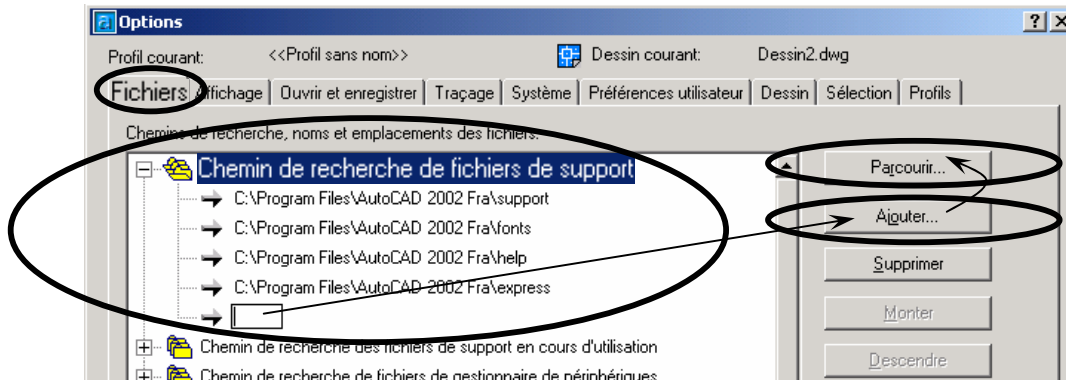 Options
Profil courant: <<Profil sans nom>> Dessin courant: Dessin2.dwg
Fichiers Affichage Ouvrir et enregistrer Traçage Système Préférences utilisateur Dessin Sélection Profils
Chemins de recherche, noms et emplacements des fichiers:
Chemin de recherche de fichiers de support
C:\Program Files\AutoCAD 2002 Fra\support
C:\Program Files\AutoCAD 2002 Fra\fonts
C:\Program Files\AutoCAD 2002 Fra\help
C:\Program Files\AutoCAD 2002 Fra\express
Chemin de recherche des fichiers de support en cours d'utilisation
Chemin de recherche de fichiers de gestionnaire de périphériques
Parcourir...
Ajouter...
Supprimer
Monter
Descendre